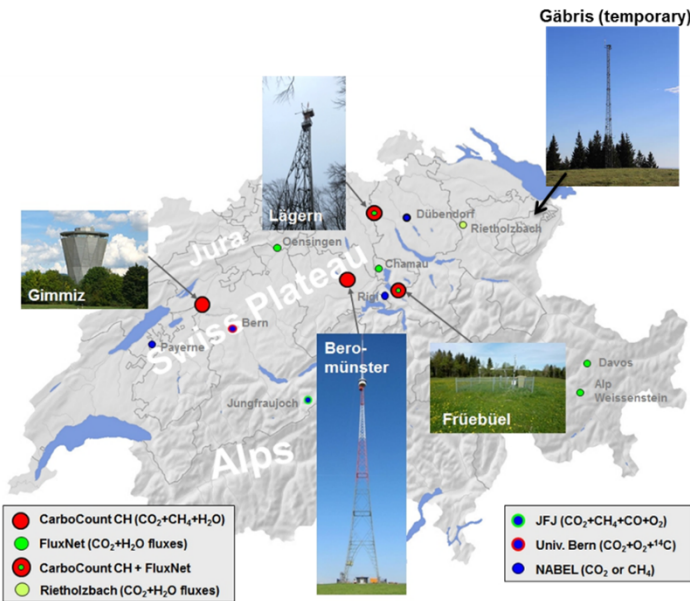 Gäbris (temporary)
Lägern
Dübendorf
Rietholzbach
Jura
Oensingen
Swiss Plateau
Chamau
Gimmiz
Rigi
Bern
Payerne
Bero-
münster
Davos
Alp
Weissenstein
Jungfraujoch
Früebüel
Alps
CarboCount CH (CO₂+CH₄+H₂O)
FluxNet (CO₂+H₂O fluxes)
CarboCount CH + FluxNet
Rietholzbach (CO₂+H₂O fluxes)
JFJ (CO₂+CH₄+CO+O₂)
Univ. Bern (CO₂+O₂+¹⁴C)
NABEL (CO₂ or CH₄)